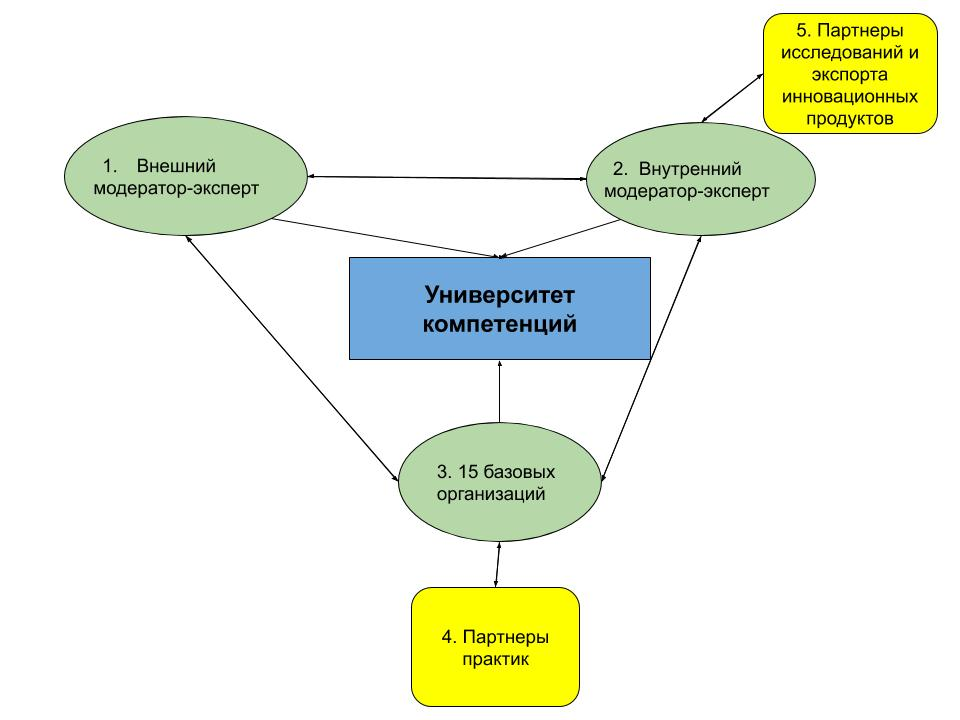 5. Партнеры
исследований и
экспорта
инновационных
продуктов
1. Внешний
модератор-эксперт
2. Внутренний
модератор-эксперт
Университет
компетенций
3. 15 базовых
организаций
4. Партнеры
практик